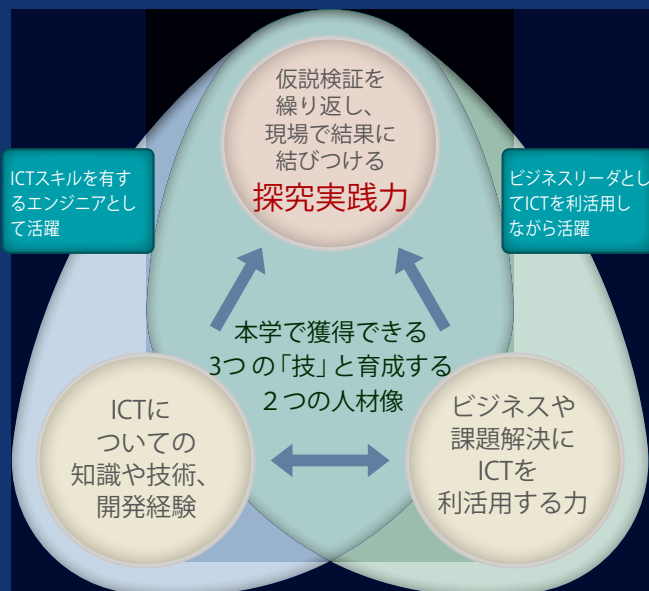 仮説検証を
繰り返し、
現場で結果に
結びつける
探究実践力
ICTスキルを有す
るエンジニアとし
て活躍
ビジネスリーダとし
てICTを利活用し
ながら活躍
本学で獲得できる
3つの「技」と育成する
２つの人材像
ICTに
ついての
知識や技術、
開発経験
ビジネスや
課題解決に
ICTを
利活用する力